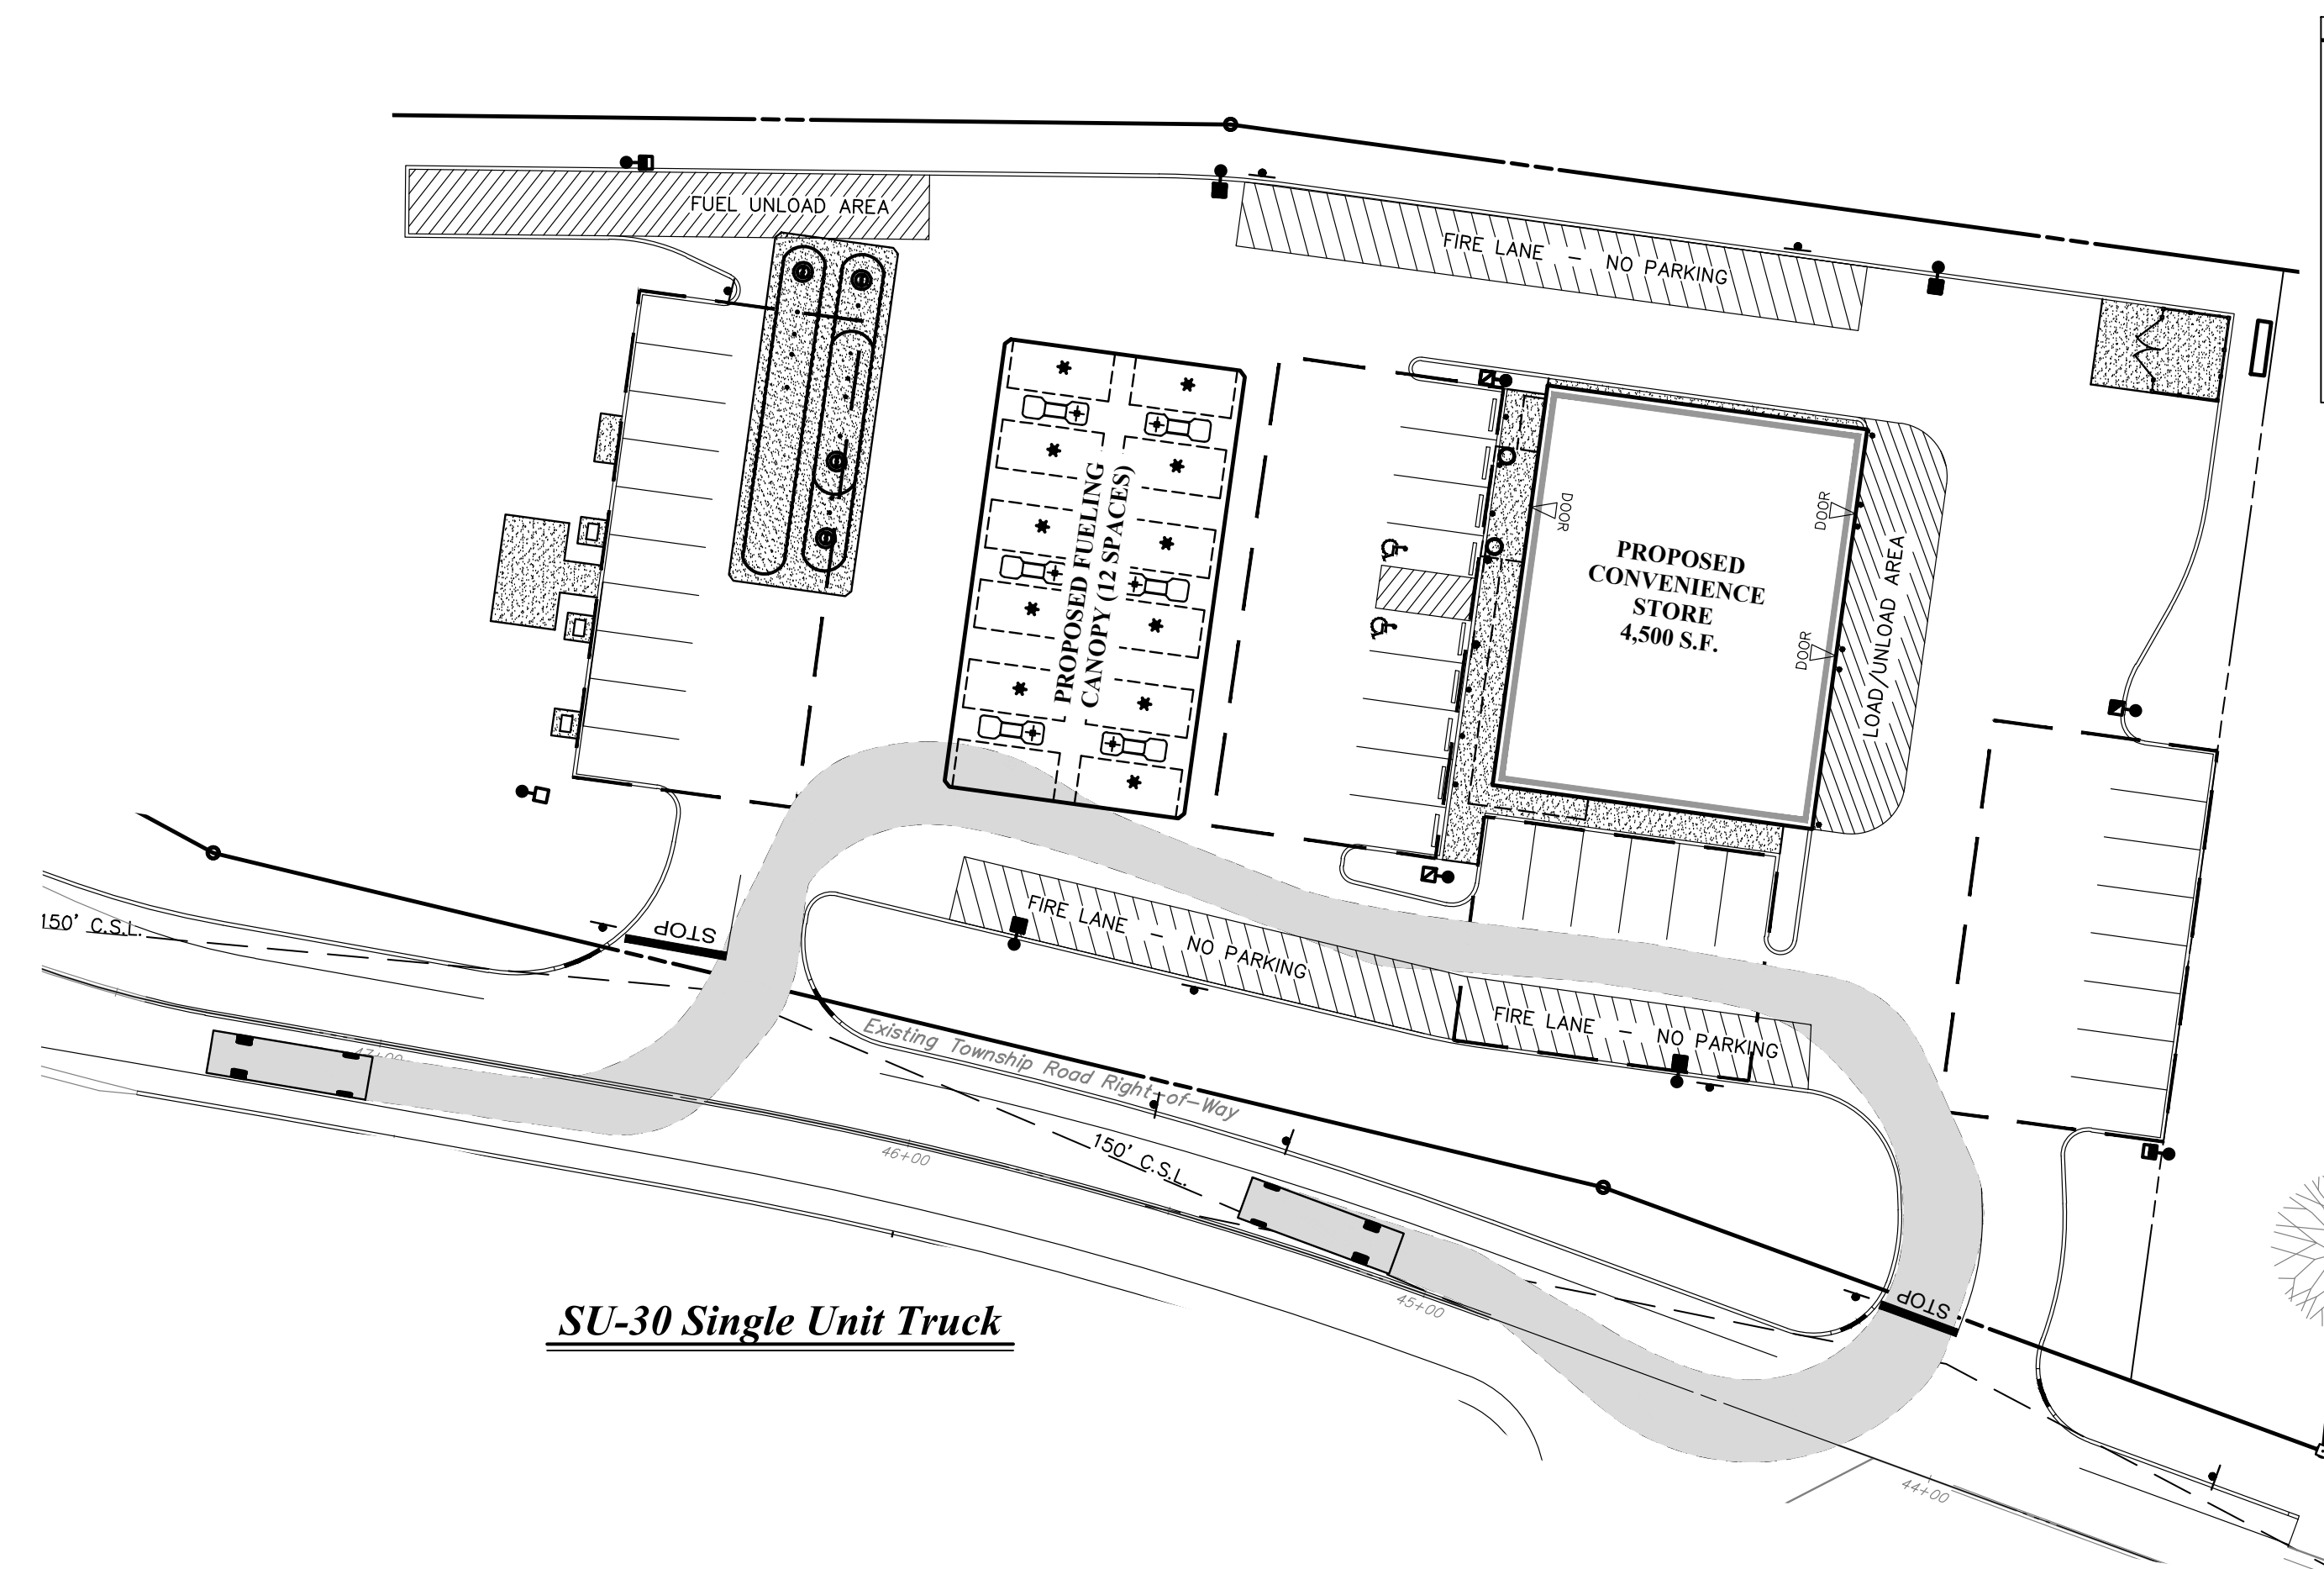 FUEL UNLOAD AREA
FIRE LANE – NO PARKING
PROPOSED FUELING
CANOPY (12 SPACES)
DOOR
DOOR
DOOR
PROPOSED
CONVENIENCE
STORE
4,500 S.F.
LOAD/UNLOAD AREA
150' C.S.L.
STOP
FIRE LANE – NO PARKING
FIRE LANE – NO PARKING
Existing Township Road Right-of-Way
47+00
46+00
150' C.S.L.
45+00
STOP
44+00
SU-30 Single Unit Truck